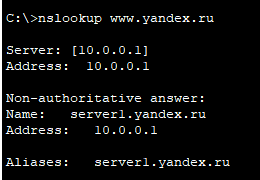 C:\>nslookup www.yandex.ru
Server: [10.0.0.1]
Address:  10.0.0.1
Non-authoritative answer:
Name:   server1.yandex.ru
Address:   10.0.0.1
Aliases:   server1.yandex.ru